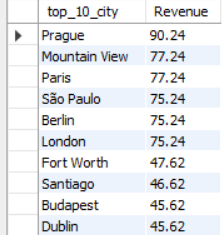 top_10_city Revenue
Prague 90.24
Mountain View 77.24
Paris 77.24
São Paulo 75.24
Berlin 75.24
London 75.24
Fort Worth 47.62
Santiago 46.62
Budapest 45.62
Dublin 45.62